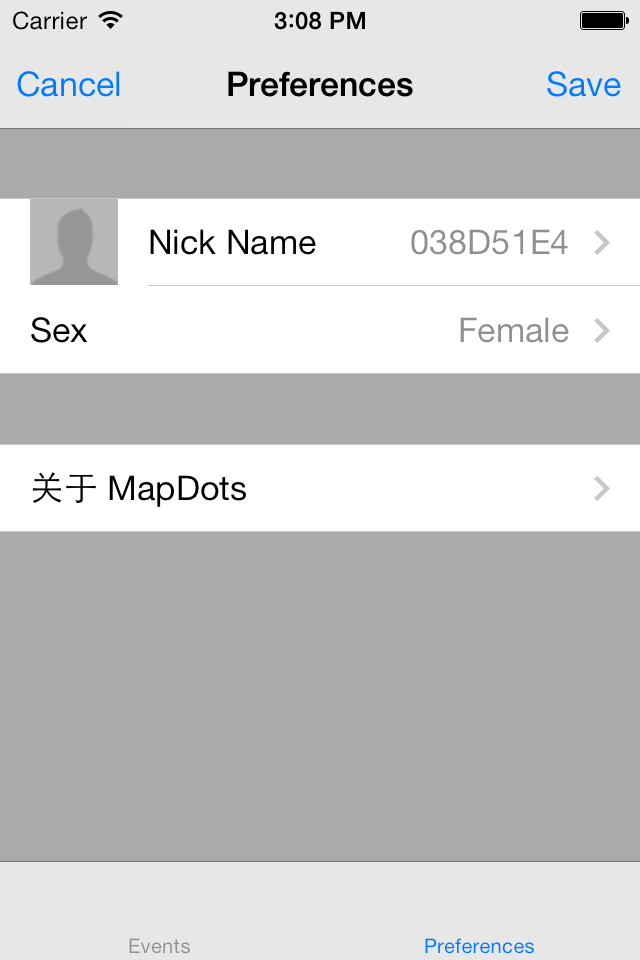 Carrier 3:08 PM
Cancel Preferences Save
Nick Name 038D51E4
Sex Female
关于 MapDots
Events Preferences